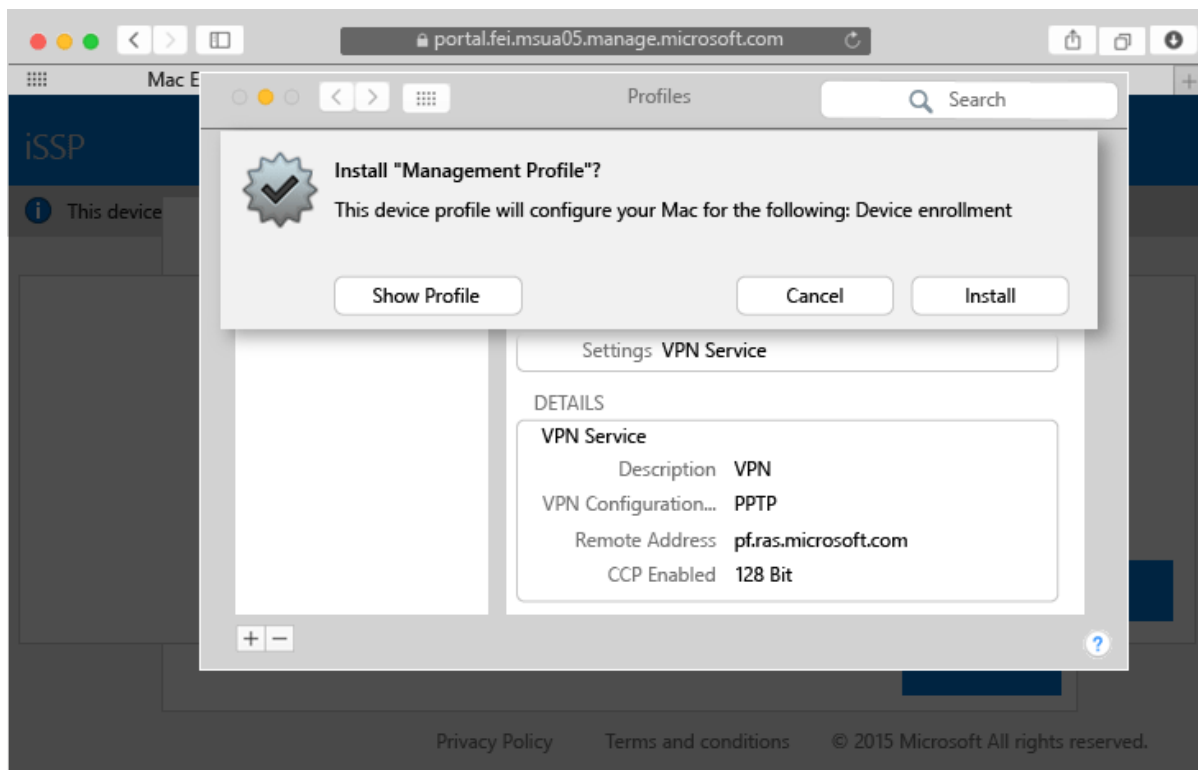 portal.fei.msua05.manage.microsoft.com
Mac E
Profiles
Search
iSSP
Install "Management Profile"?
This device profile will configure your Mac for the following: Device enrollment
This device
Show Profile
Cancel
Install
Settings VPN Service
DETAILS
VPN Service
Description VPN
VPN Configuration... PPTP
Remote Address pf.ras.microsoft.com
CCP Enabled 128 Bit
Privacy Policy Terms and conditions © 2015 Microsoft All rights reserved.